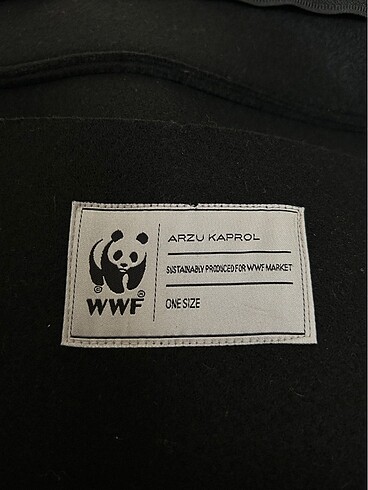 ARZU KAPROL
SUSTAINABLY PRODUCED FOR WWF MARKET
ONE SIZE
® WWF®